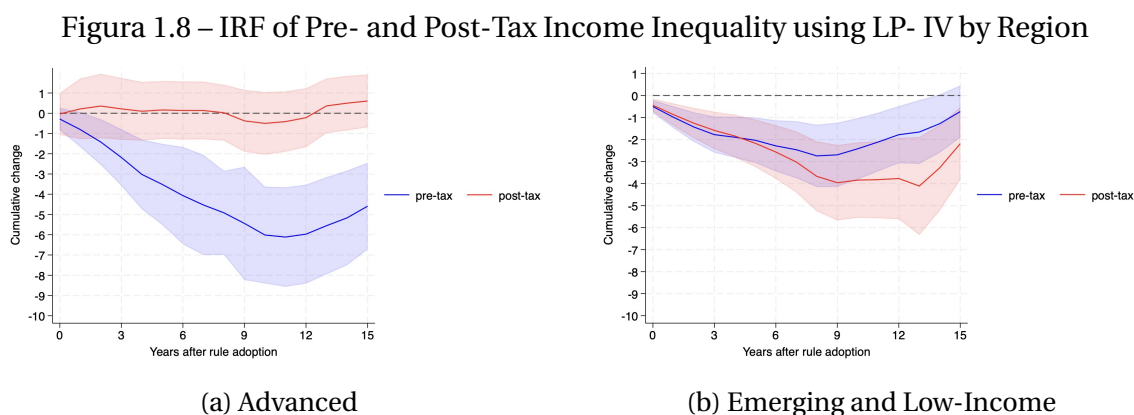 Figura 1.8 – IRF of Pre- and Post-Tax Income Inequality using LP- IV by Region
1
0
-1
-2
-3
-4
-5
-6
-7
-8
-9
-10
Cumulative change
0 3 6 9 12 15
Years after rule adoption
pre-tax post-tax
(a) Advanced
1
0
-1
-2
-3
-4
-5
-6
-7
-8
-9
-10
Cumulative change
0 3 6 9 12 15
Years after rule adoption
pre-tax post-tax
(b) Emerging and Low-Income